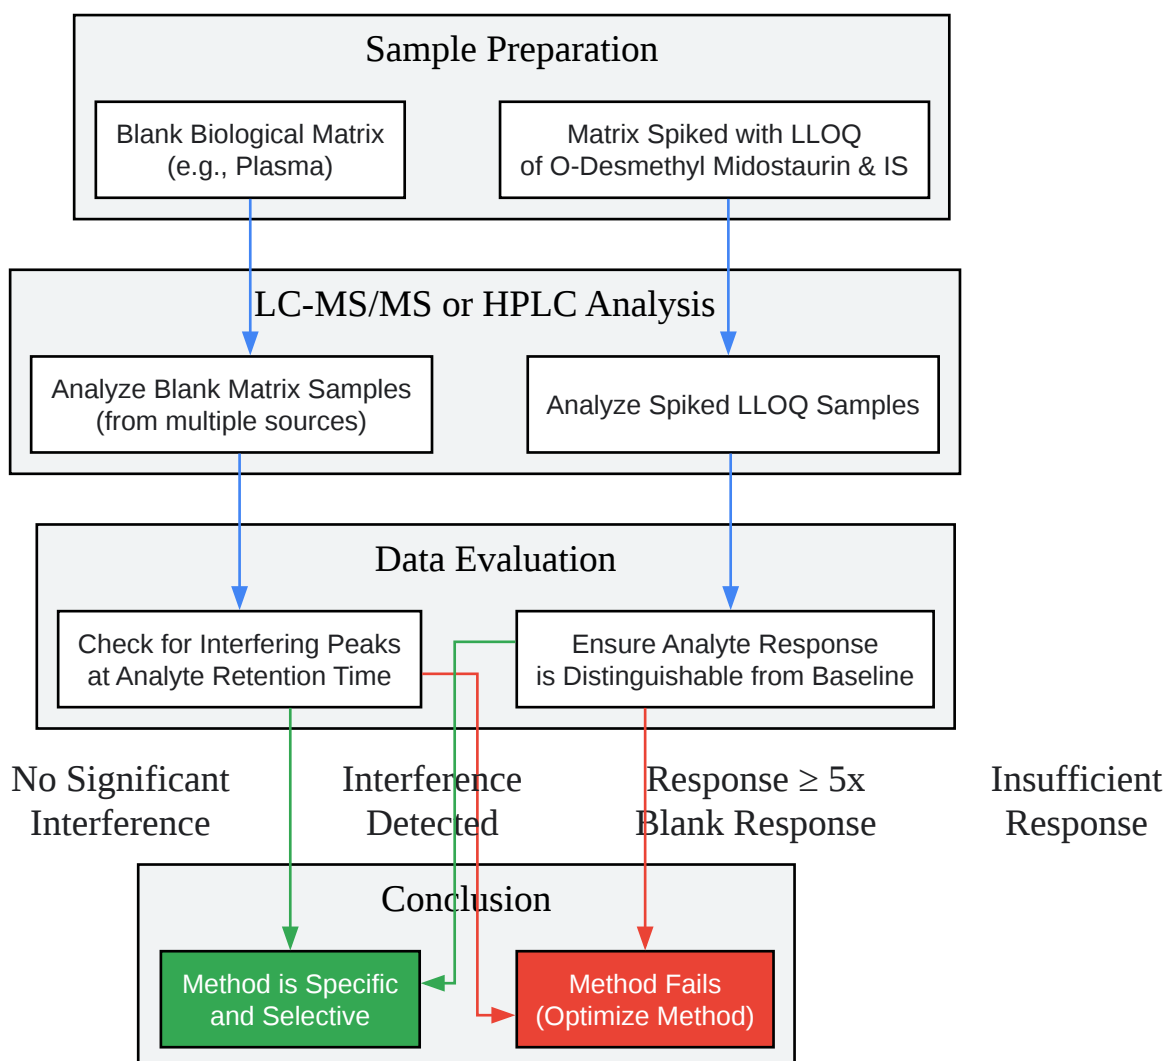 Sample Preparation
Blank Biological Matrix
(e.g., Plasma)
Matrix Spiked with LLOQ
of O-Desmethyl Midostaurin & IS
LC-MS/MS or HPLC Analysis
Analyze Blank Matrix Samples
(from multiple sources)
Analyze Spiked LLOQ Samples
Data Evaluation
Check for Interfering Peaks
at Analyte Retention Time
Ensure Analyte Response
is Distinguishable from Baseline
No Significant
Interference
Interference
Detected
Response ≥ 5x
Blank Response
Insufficient
Response
Conclusion
Method is Specific
and Selective
Method Fails
(Optimize Method)